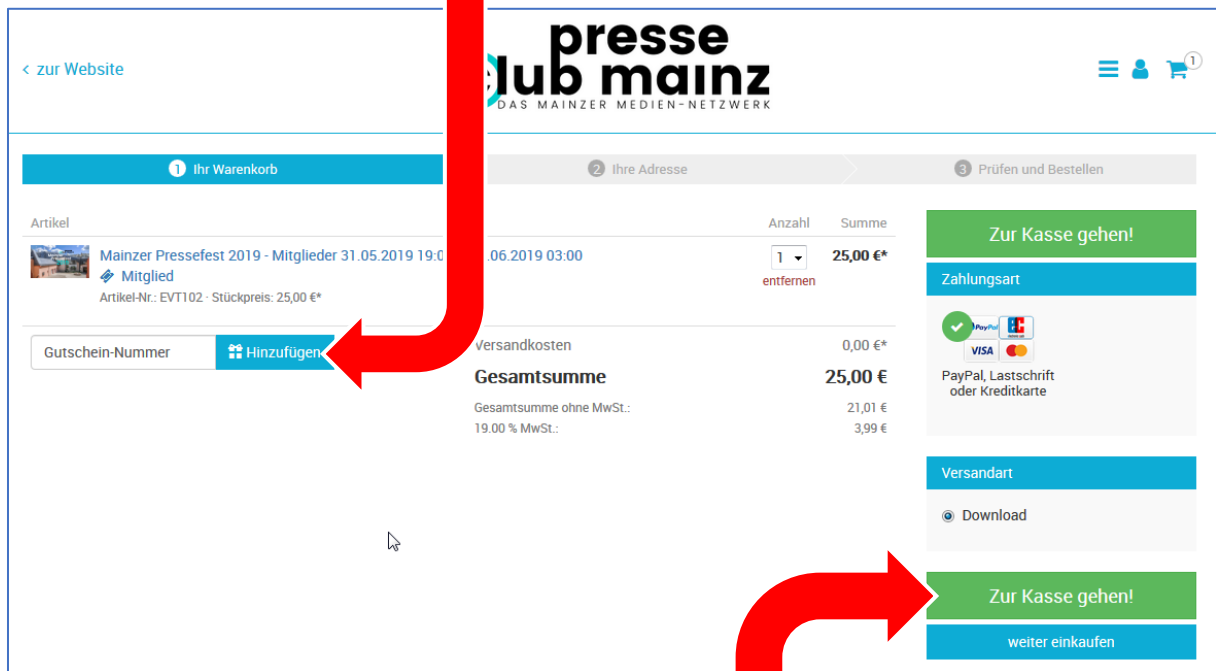 < zur Website
presse
club mainz
DAS MAINZER MEDIEN-NETZWERK
1
1 Ihr Warenkorb
2 Ihre Adresse
3 Prüfen und Bestellen
Artikel
Anzahl Summe
Mainzer Pressefest 2019 - Mitglieder 31.05.2019 19:0 .06.2019 03:00
Mitglied
Artikel-Nr.: EVT102 · Stückpreis: 25,00 €*
1
25,00 €*
entfernen
Gutschein-Nummer
Hinzufügen
Versandkosten 0,00 €*
Gesamtsumme 25,00 €
Gesamtsumme ohne MwSt.: 21,01 €
19.00 % MwSt.: 3,99 €
Zur Kasse gehen!
Zahlungsart
PayPal
EC
VISA
PayPal, Lastschrift
oder Kreditkarte
Versandart
Download
Zur Kasse gehen!
weiter einkaufen